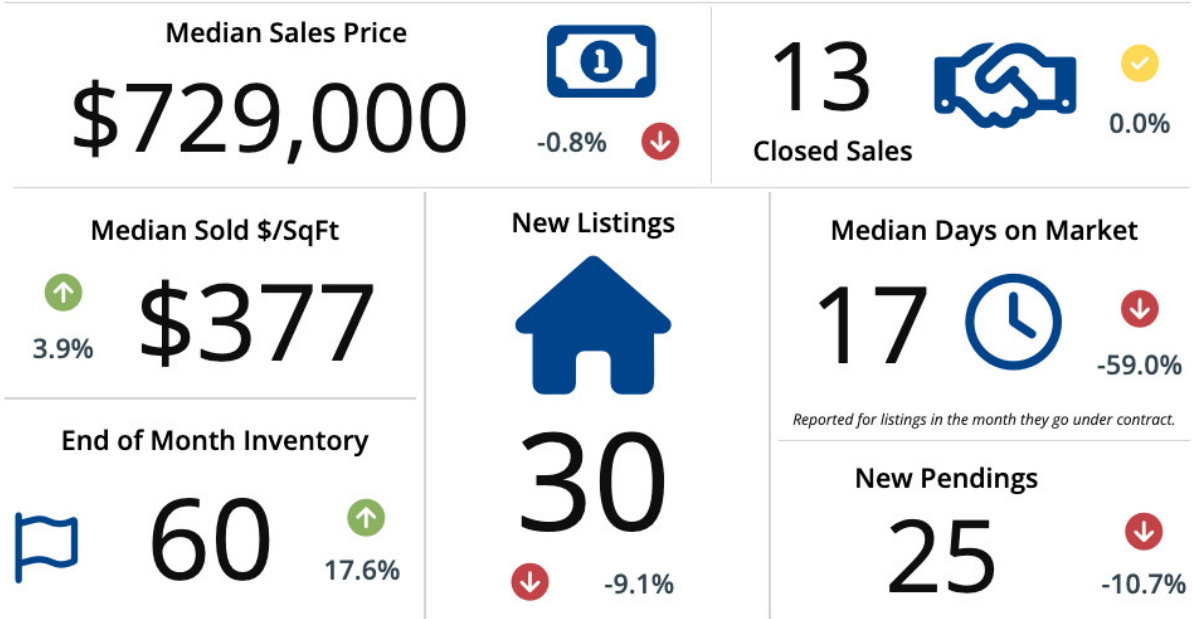 Median Sales Price
$729,000
1
-0.8%
13
Closed Sales
0.0%
Median Sold $/SqFt
3.9%
$377
End of Month Inventory
60
17.6%
New Listings
30
-9.1%
Median Days on Market
17
-59.0%
Reported for listings in the month they go under contract.
New Pendings
25
-10.7%